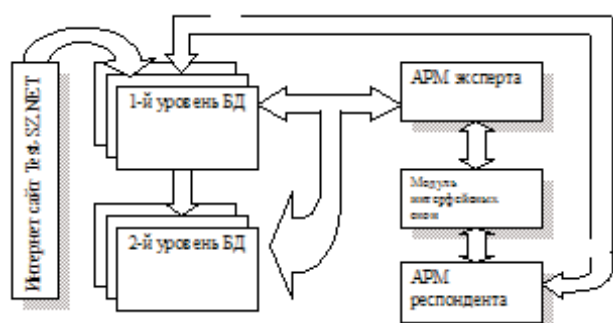 Интернет сайт Test-SZ.NET
1-й уровень БД
2-й уровень БД
АРМ эксперта
Модуль
интерфейсных
окон
АРМ
респондента